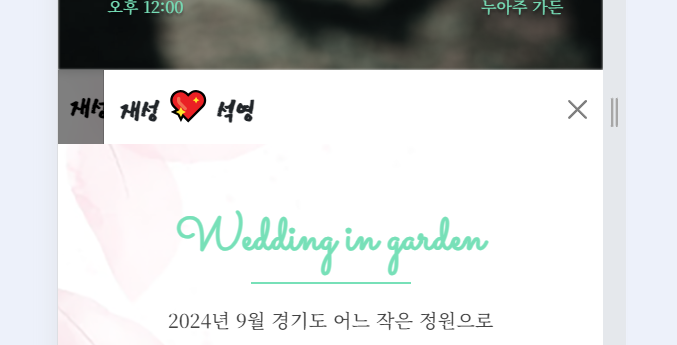 오후 12:00 누아주 가든
재성
재성 석영
Wedding in garden
2024년 9월 경기도 어느 작은 정원으로